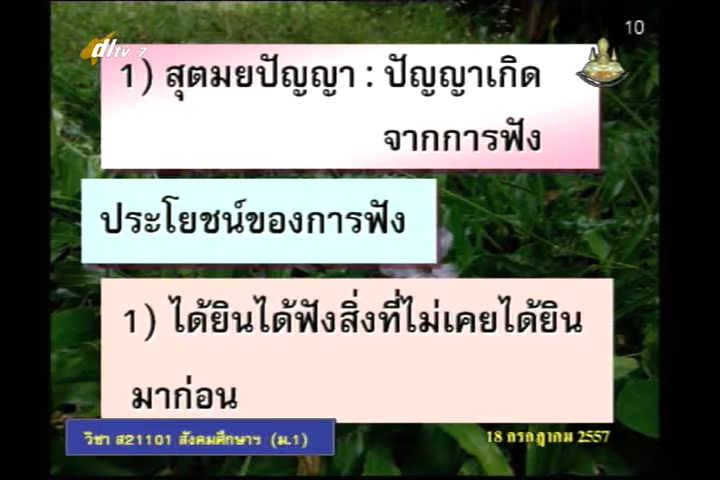 10
dltv 7
1) สุตมยปัญญา : ปัญญาเกิด
จากการฟัง
ประโยชน์ของการฟัง
1) ได้ยินได้ฟังสิ่งที่ไม่เคยได้ยิน
มาก่อน
วิชา ส21101 สังคมศึกษาฯ (ม.1)
18 กรกฎาคม 2557